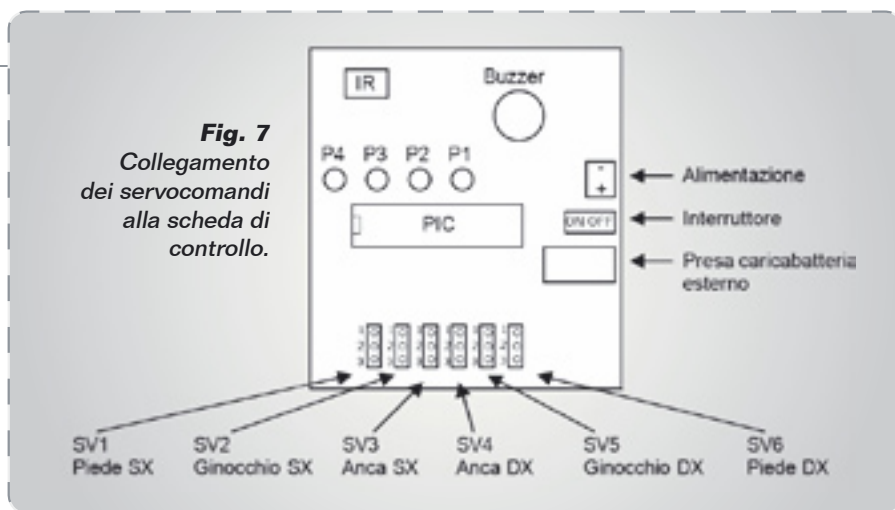 Fig. 7
Collegamento
dei servocomandi
alla scheda di
controllo.
IR
Buzzer
P4 P3 P2 P1
PIC
-
+
ON OFF
Alimentazione
Interruttore
Presa caricabatteria
esterno
SV1
Piede SX
SV2
Ginocchio SX
SV3
Anca SX
SV4
Anca DX
SV5
Ginocchio DX
SV6
Piede DX